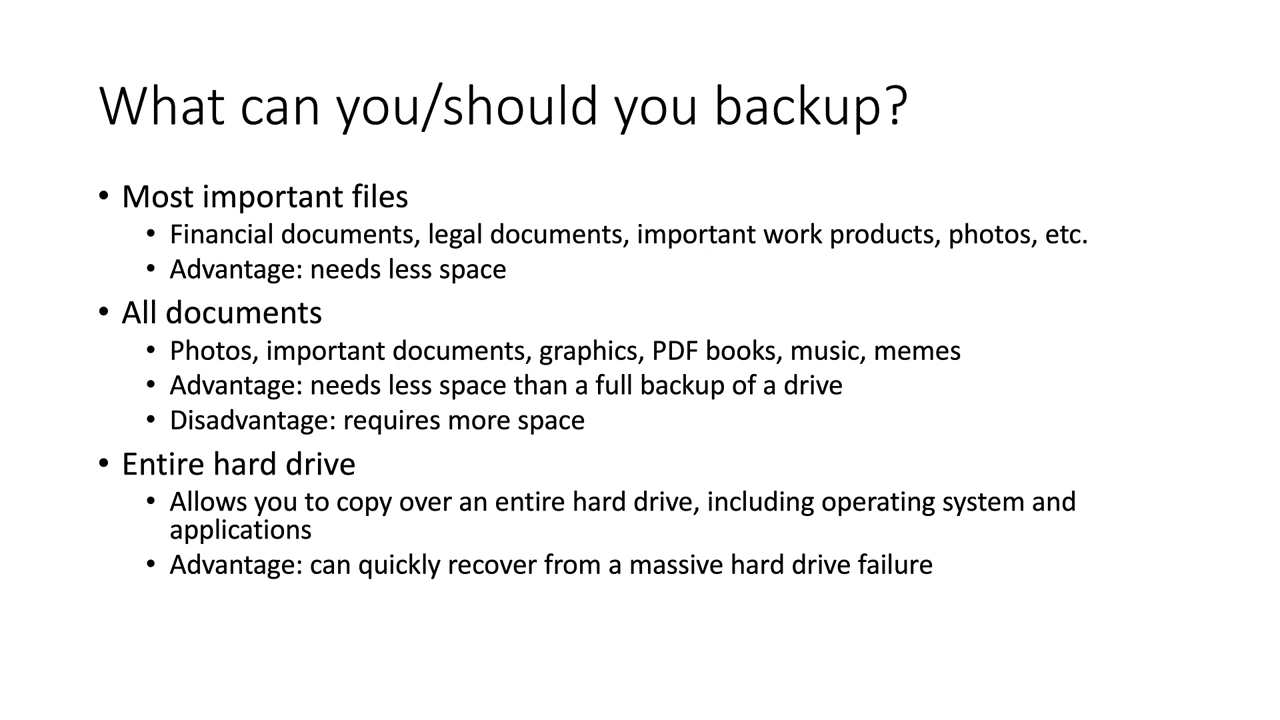 What can you/should you backup?
• Most important files
• Financial documents, legal documents, important work products, photos, etc.
• Advantage: needs less space
• All documents
• Photos, important documents, graphics, PDF books, music, memes
• Advantage: needs less space than a full backup of a drive
• Disadvantage: requires more space
• Entire hard drive
• Allows you to copy over an entire hard drive, including operating system and
applications
• Advantage: can quickly recover from a massive hard drive failure